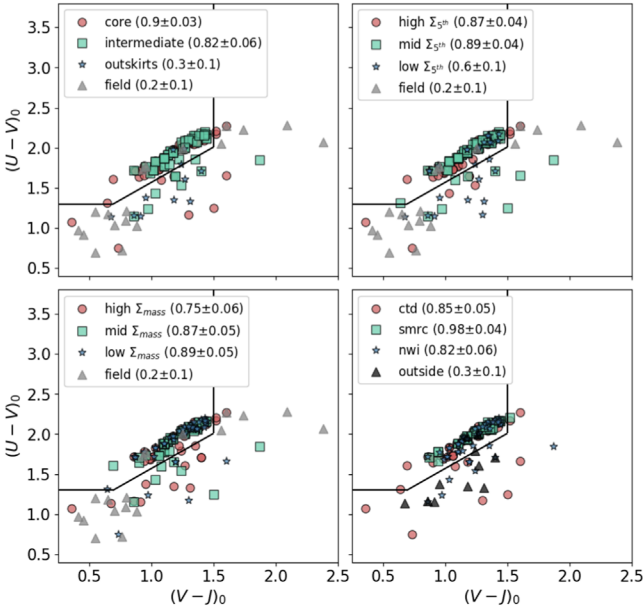 3.5
3.0
2.5
2.0
1.5
1.0
0.5
(U − V)₀
core (0.9±0.03)
intermediate (0.82±0.06)
outskirts (0.3±0.1)
field (0.2±0.1)
high Σ₅ₜₕ (0.87±0.04)
mid Σ₅ₜₕ (0.89±0.04)
low Σ₅ₜₕ (0.6±0.1)
field (0.2±0.1)
3.5
3.0
2.5
2.0
1.5
1.0
0.5
(U − V)₀
high Σmass (0.75±0.06)
mid Σmass (0.87±0.05)
low Σmass (0.89±0.05)
field (0.2±0.1)
ctd (0.85±0.05)
smrc (0.98±0.04)
nwi (0.82±0.06)
outside (0.3±0.1)
0.5 1.0 1.5 2.0
0.5 1.0 1.5 2.0 2.5
(V − J)₀
(V − J)₀